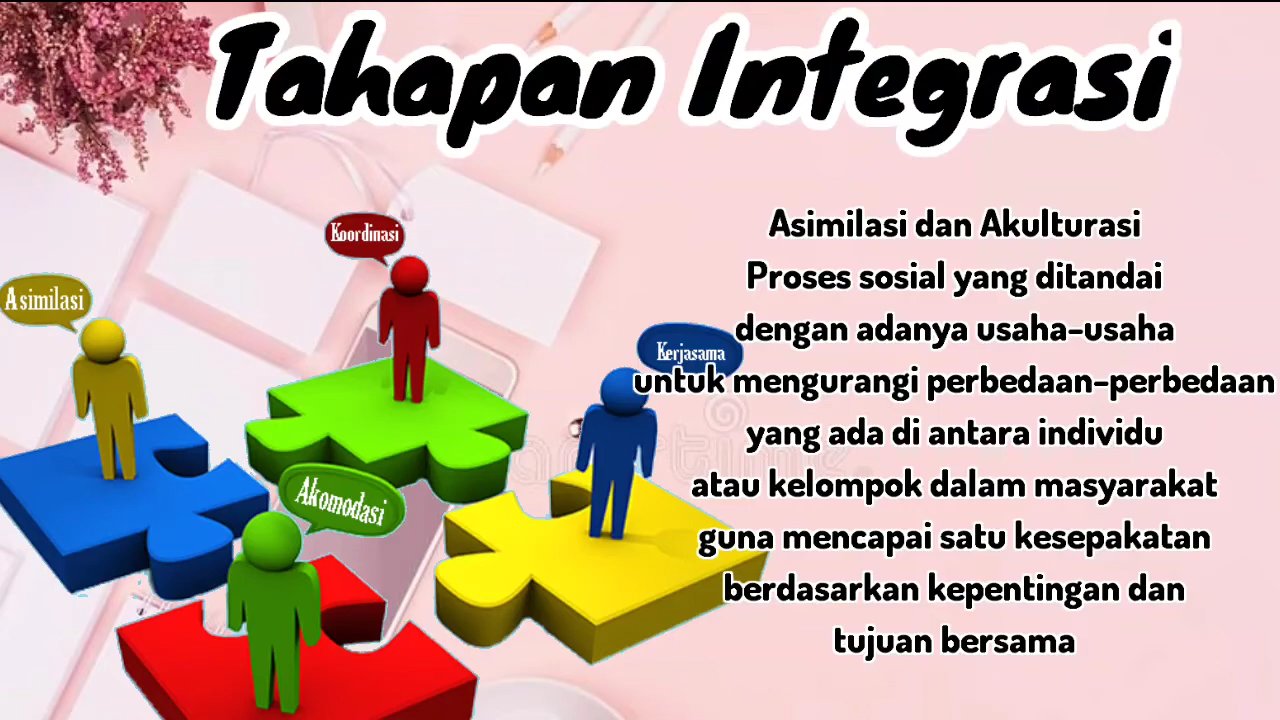 Tahapan Integrasi
Koordinasi
Asimilasi
Kerjasama
Akomodasi
Asimilasi dan Akulturasi
Proses sosial yang ditandai
dengan adanya usaha-usaha
untuk mengurangi perbedaan-perbedaan
yang ada di antara individu
atau kelompok dalam masyarakat
guna mencapai satu kesepakatan
berdasarkan kepentingan dan
tujuan bersama